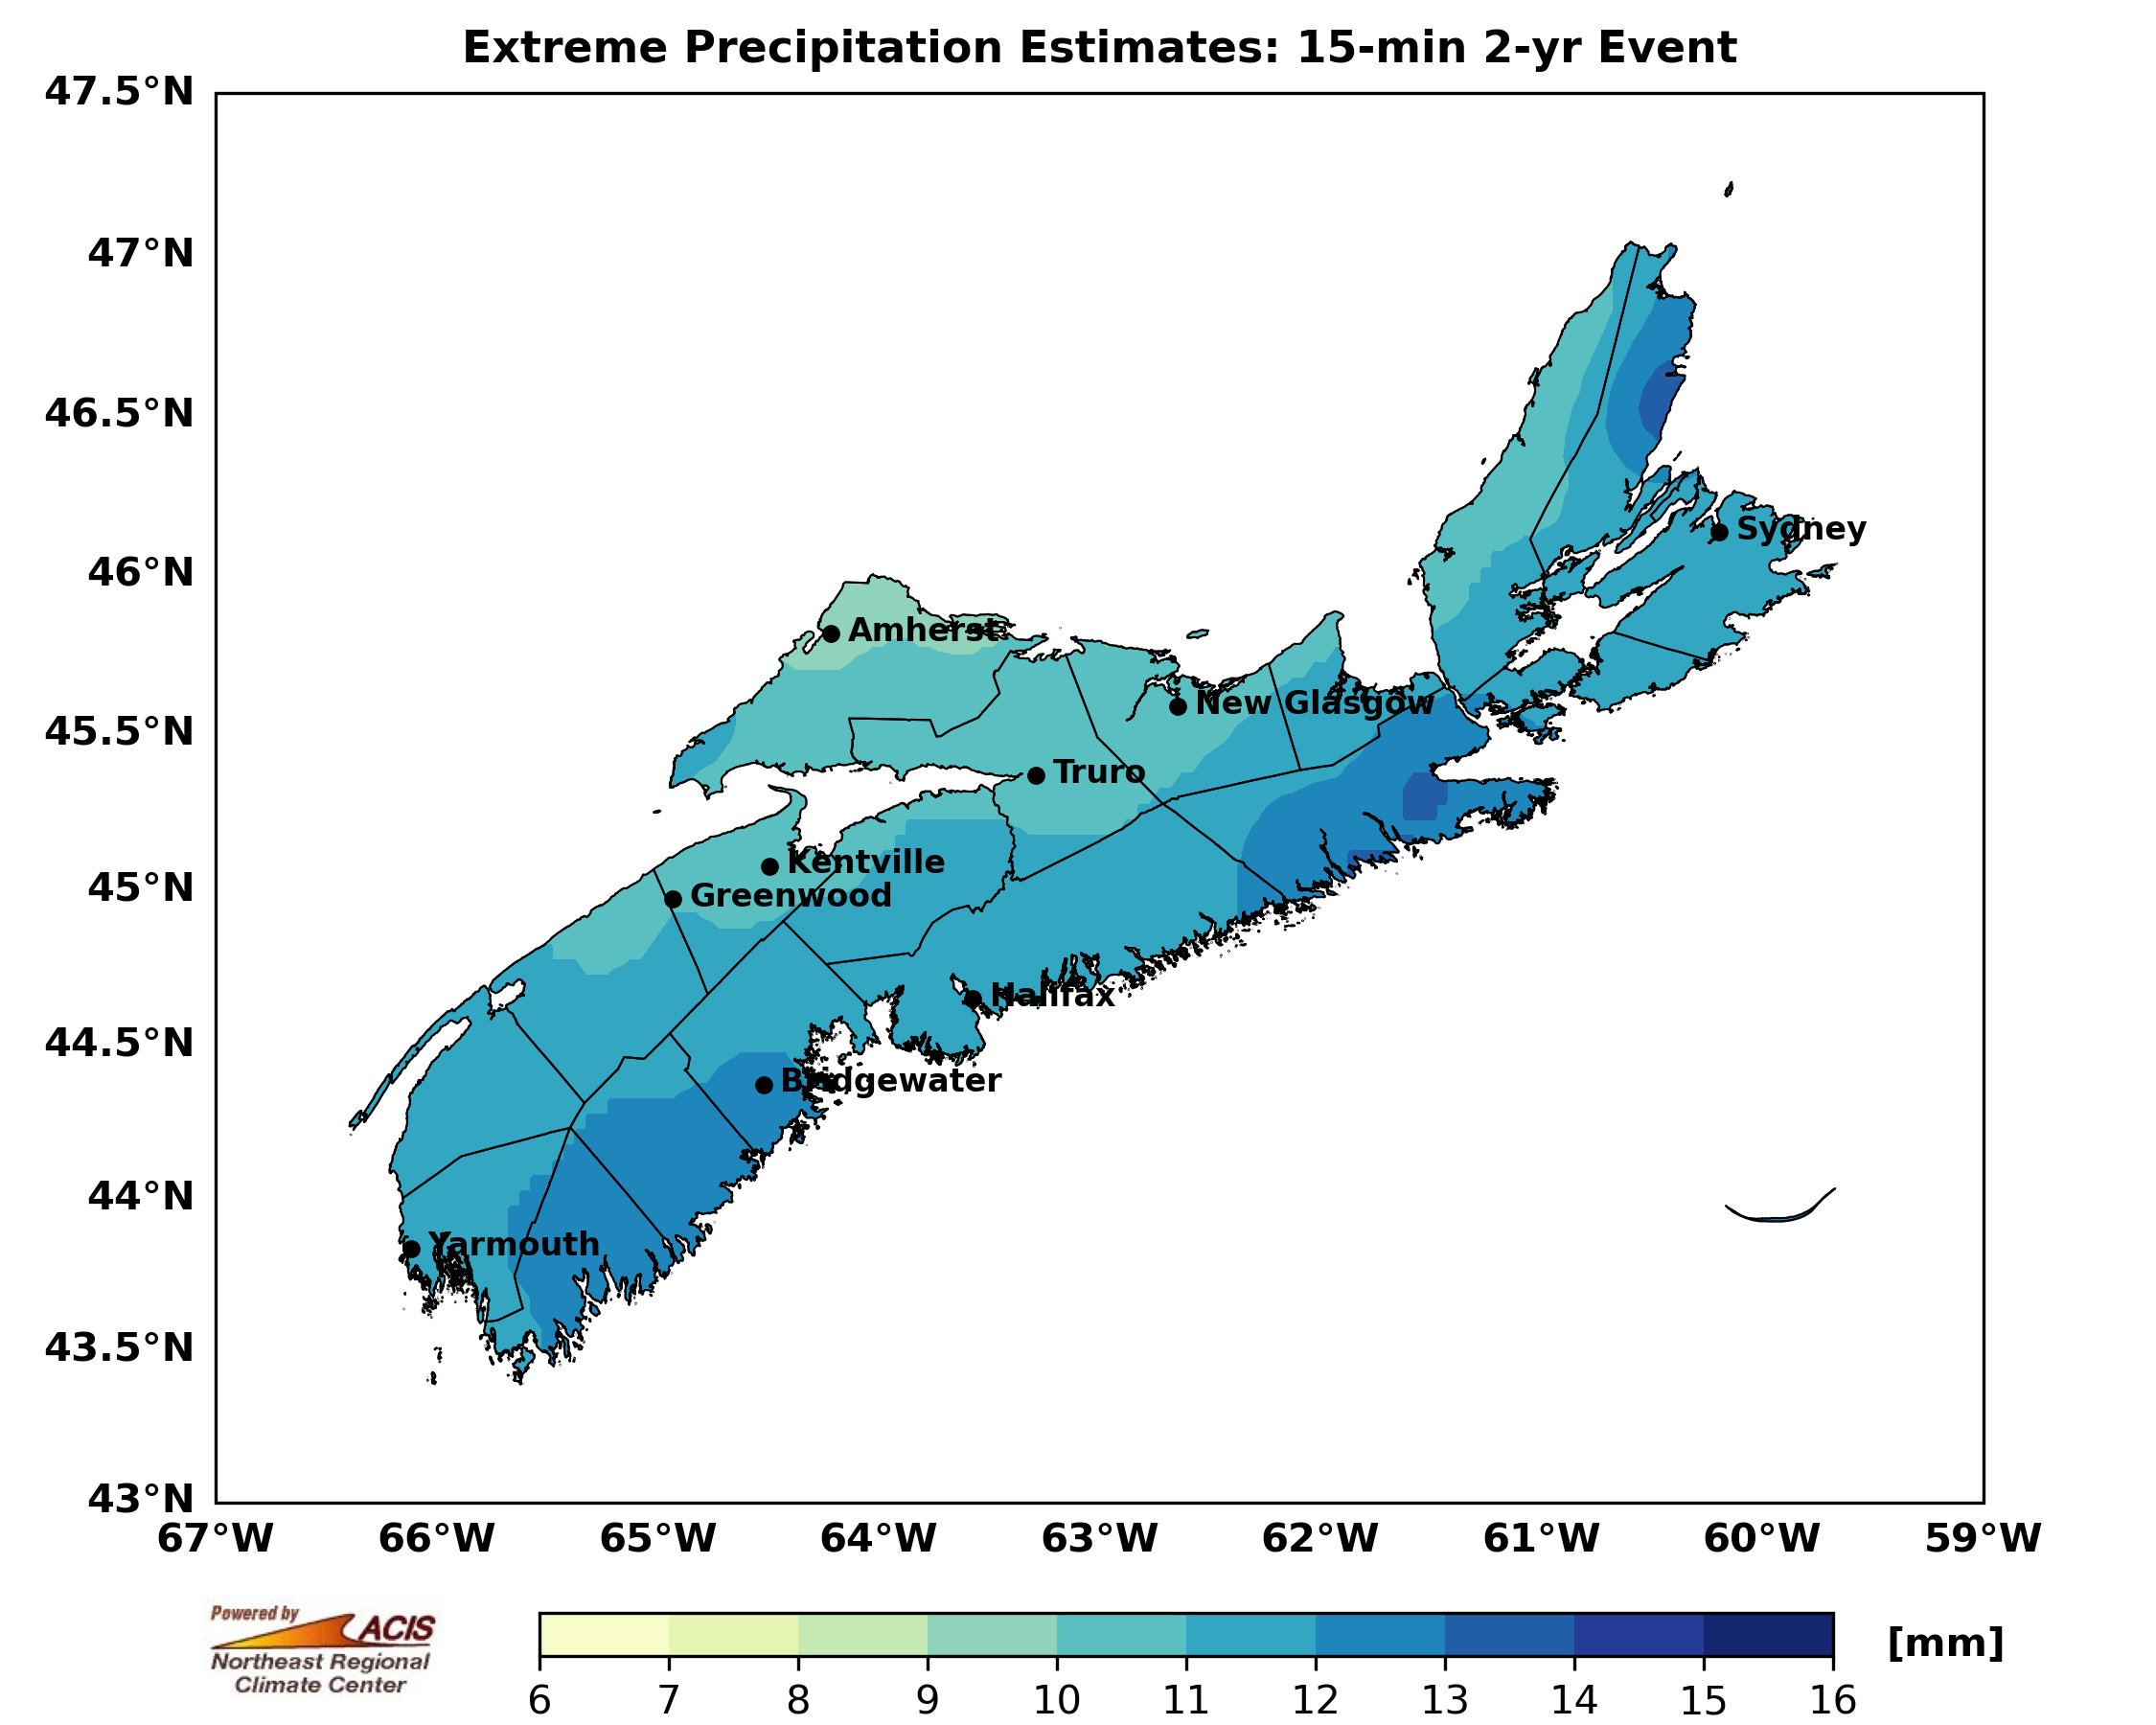 Extreme Precipitation Estimates: 15-min 2-yr Event
47.5°N
47°N
46.5°N
46°N
45.5°N
45°N
44.5°N
44°N
43.5°N
43°N
Sydney
Amherst
New Glasgow
Truro
Kentville
Greenwood
Halifax
Bridgewater
Yarmouth
67°W 66°W 65°W 64°W 63°W 62°W 61°W 60°W 59°W
Powered by
ACIS
Northeast Regional
Climate Center
[mm]
6 7 8 9 10 11 12 13 14 15 16